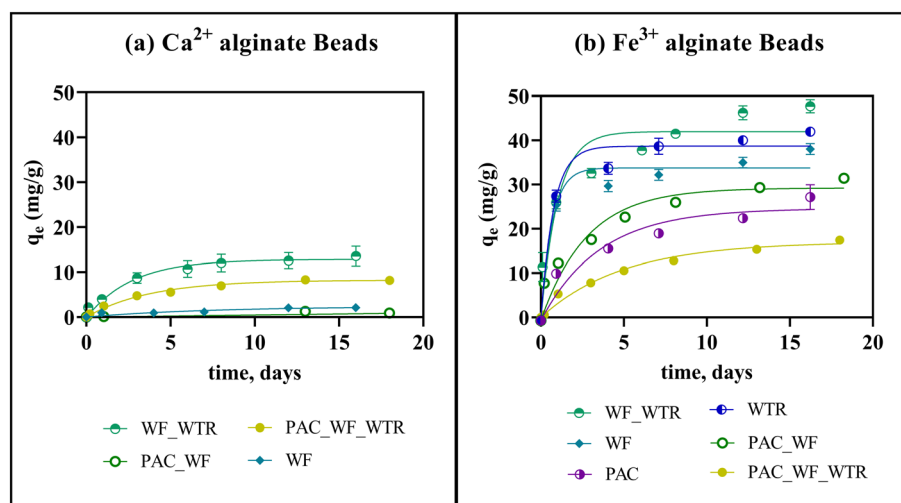 (a) Ca²⁺ alginate Beads
50
40
30
20
10
0
qₑ (mg/g)
0 5 10 15 20
time, days
WF_WTR PAC_WF_WTR
PAC_WF WF
(b) Fe³⁺ alginate Beads
50
40
30
20
10
0
qₑ (mg/g)
0 5 10 15 20
time, days
WF_WTR WTR
WF PAC_WF
PAC PAC_WF_WTR